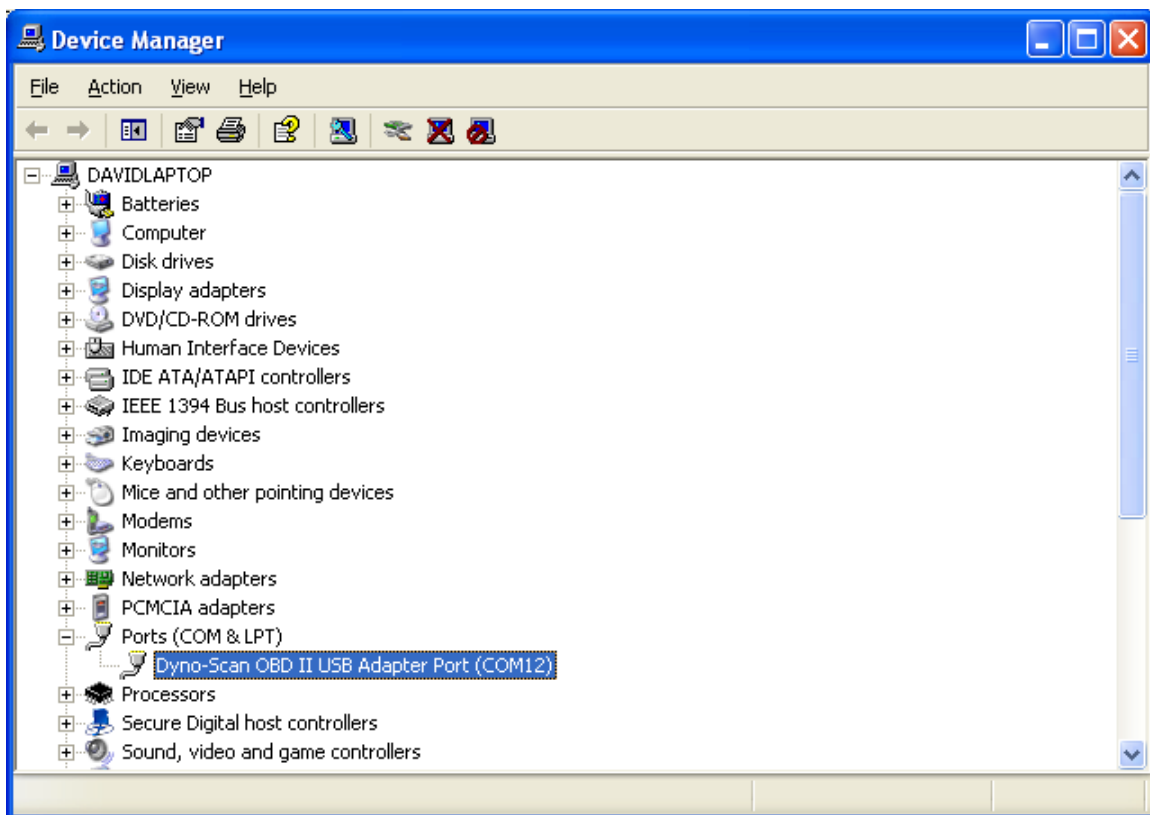 Device Manager
File Action View Help
DAVIDLAPTOP
Batteries
Computer
Disk drives
Display adapters
DVD/CD-ROM drives
Human Interface Devices
IDE ATA/ATAPI controllers
IEEE 1394 Bus host controllers
Imaging devices
Keyboards
Mice and other pointing devices
Modems
Monitors
Network adapters
PCMCIA adapters
Ports (COM & LPT)
Dyno-Scan OBD II USB Adapter Port (COM12)
Processors
Secure Digital host controllers
Sound, video and game controllers